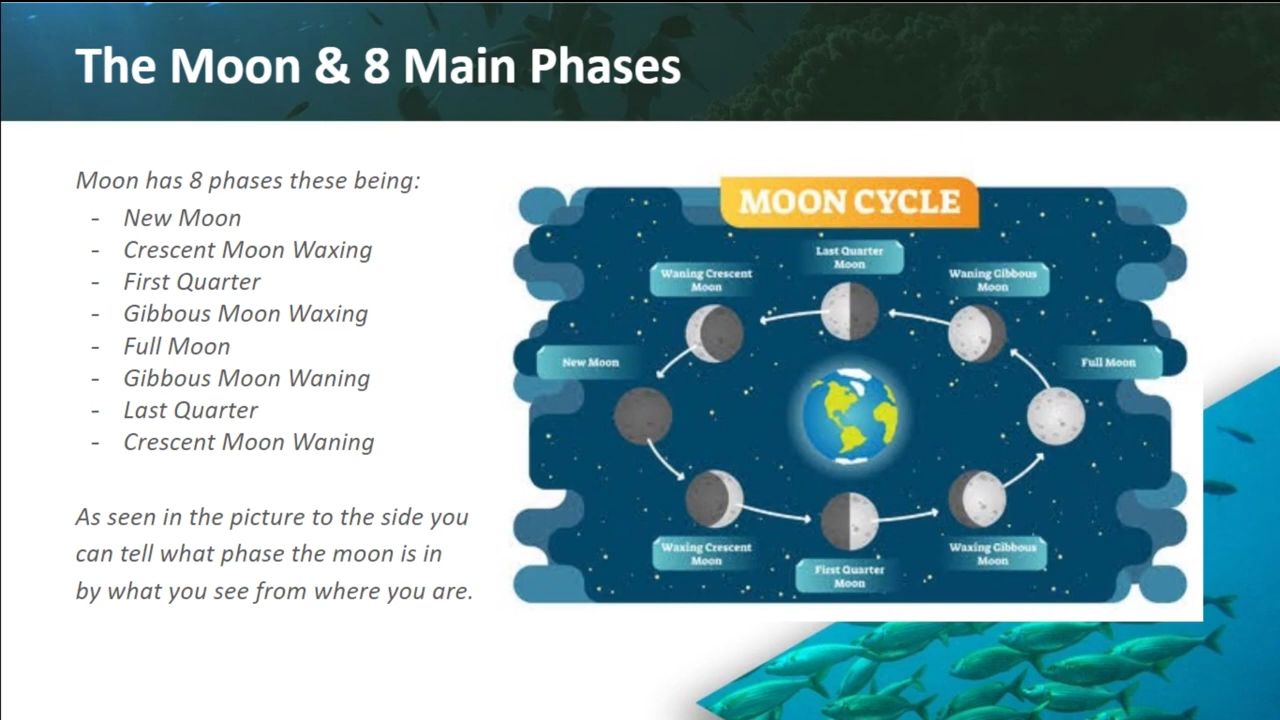 The Moon & 8 Main Phases
Moon has 8 phases these being:
- New Moon
- Crescent Moon Waxing
- First Quarter
- Gibbous Moon Waxing
- Full Moon
- Gibbous Moon Waning
- Last Quarter
- Crescent Moon Waning
As seen in the picture to the side you
can tell what phase the moon is in
by what you see from where you are.
MOON CYCLE
Last Quarter
Moon
Waning Crescent
Moon
Waning Gibbous
Moon
New Moon
Full Moon
Waxing Crescent
Moon
First Quarter
Moon
Waxing Gibbous
Moon